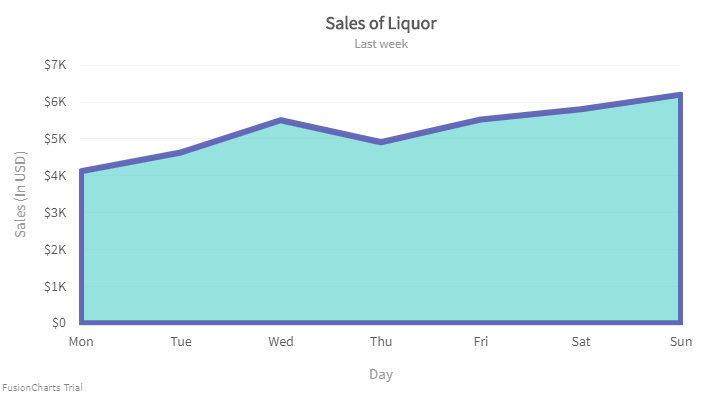 Sales of Liquor
Last week
$7K
$6K
$5K
$4K
$3K
$2K
$1K
$0
Sales (In USD)
Mon Tue Wed Thu Fri Sat Sun
Day
FusionCharts Trial